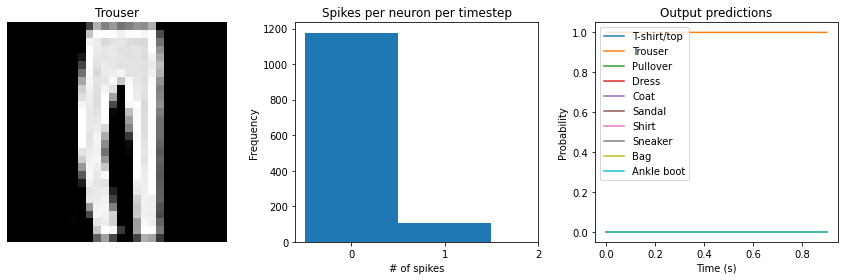 Trouser
Spikes per neuron per timestep
Frequency
1200
1000
800
600
400
200
0
0 1 2
# of spikes
Output predictions
Probability
1.0
0.8
0.6
0.4
0.2
0.0
T-shirt/top
Trouser
Pullover
Dress
Coat
Sandal
Shirt
Sneaker
Bag
Ankle boot
0.0 0.2 0.4 0.6 0.8
Time (s)